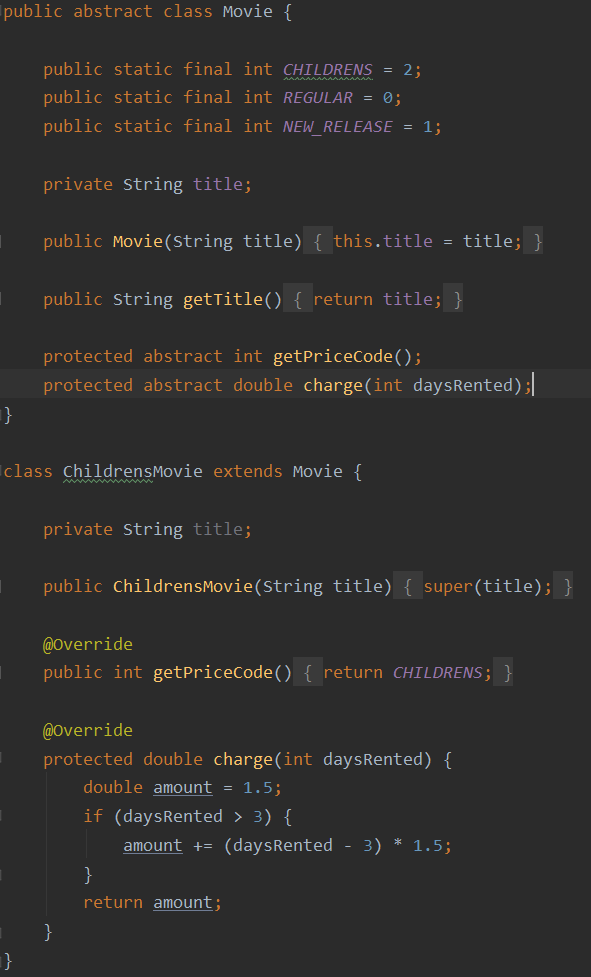 public abstract class Movie {
public static final int CHILDRENS = 2;
public static final int REGULAR = 0;
public static final int NEW_RELEASE = 1;
private String title;
public Movie(String title) { this.title = title; }
public String getTitle() { return title; }
protected abstract int getPriceCode();
protected abstract double charge(int daysRented);
}
class ChildrensMovie extends Movie {
private String title;
public ChildrensMovie(String title) { super(title); }
@Override
public int getPriceCode() { return CHILDRENS; }
@Override
protected double charge(int daysRented) {
double amount = 1.5;
if (daysRented > 3) {
amount += (daysRented - 3) * 1.5;
}
return amount;
}
}